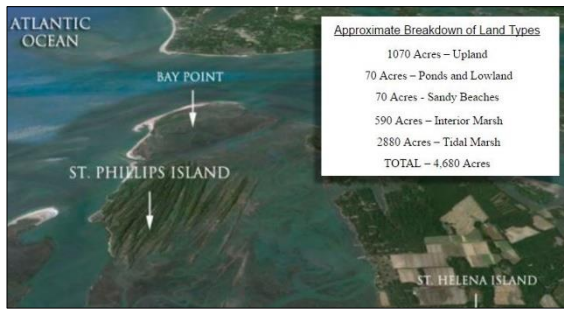 ATLANTIC
OCEAN
BAY POINT
ST. PHILLIPS ISLAND
ST. HELENA ISLAND
Approximate Breakdown of Land Types
1070 Acres – Upland
70 Acres – Ponds and Lowland
70 Acres - Sandy Beaches
590 Acres – Interior Marsh
2880 Acres – Tidal Marsh
TOTAL – 4,680 Acres